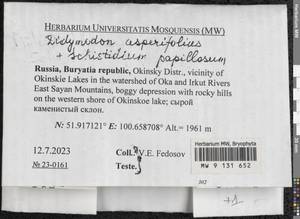 HERBARIUM UNIVERSITATIS MOSQUENSIS (MW)
Didymodon asperifolius
+ Schistidium papillosum
Russia, Buryatia republic, Okinsky Distr., vicinity of
Okinskie Lakes in the watershed of Oka and Irkut Rivers
East Sayan Mountains, boggy depression with rocky hills
on the western shore of Okinskoe lake; сырой
каменистый склон.
N: 51.917121° E: 100.658708° Alt.= 1961 m
12.7.2023
Coll. V.E. Fedosov
№ 23-0161
Teste:
Herbarium MW, Bryophyta
MW 9 131 652
+1